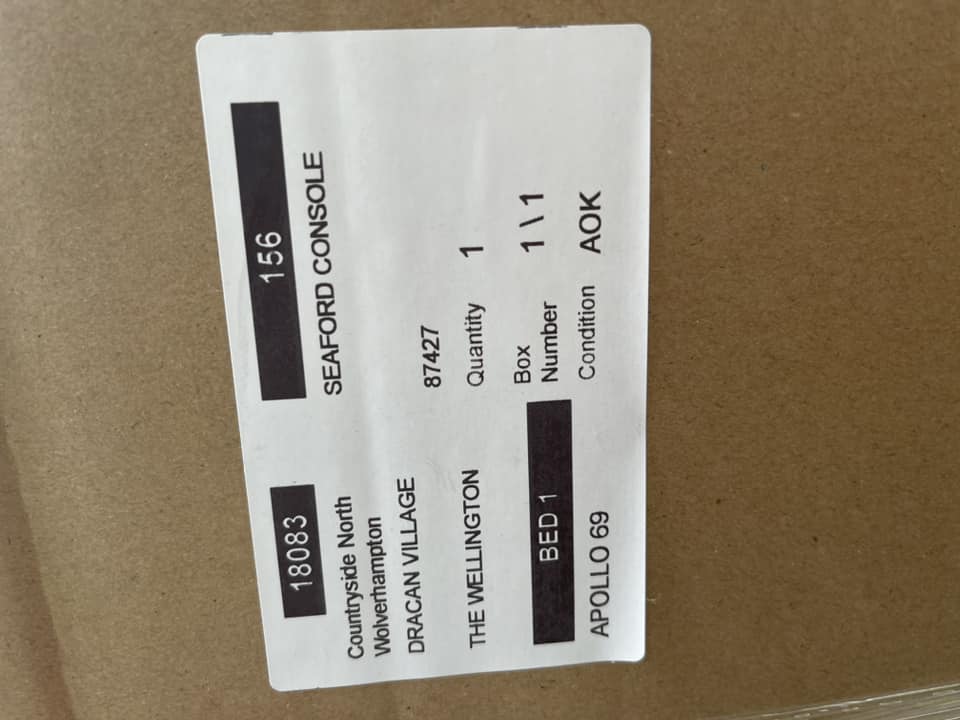 18083
Countryside North
Wolverhampton
DRACAN VILLAGE
THE WELLINGTON
BED 1
APOLLO 69
156
SEAFORD CONSOLE
87427
Quantity 1
Box
Number 1 \ 1
Condition AOK